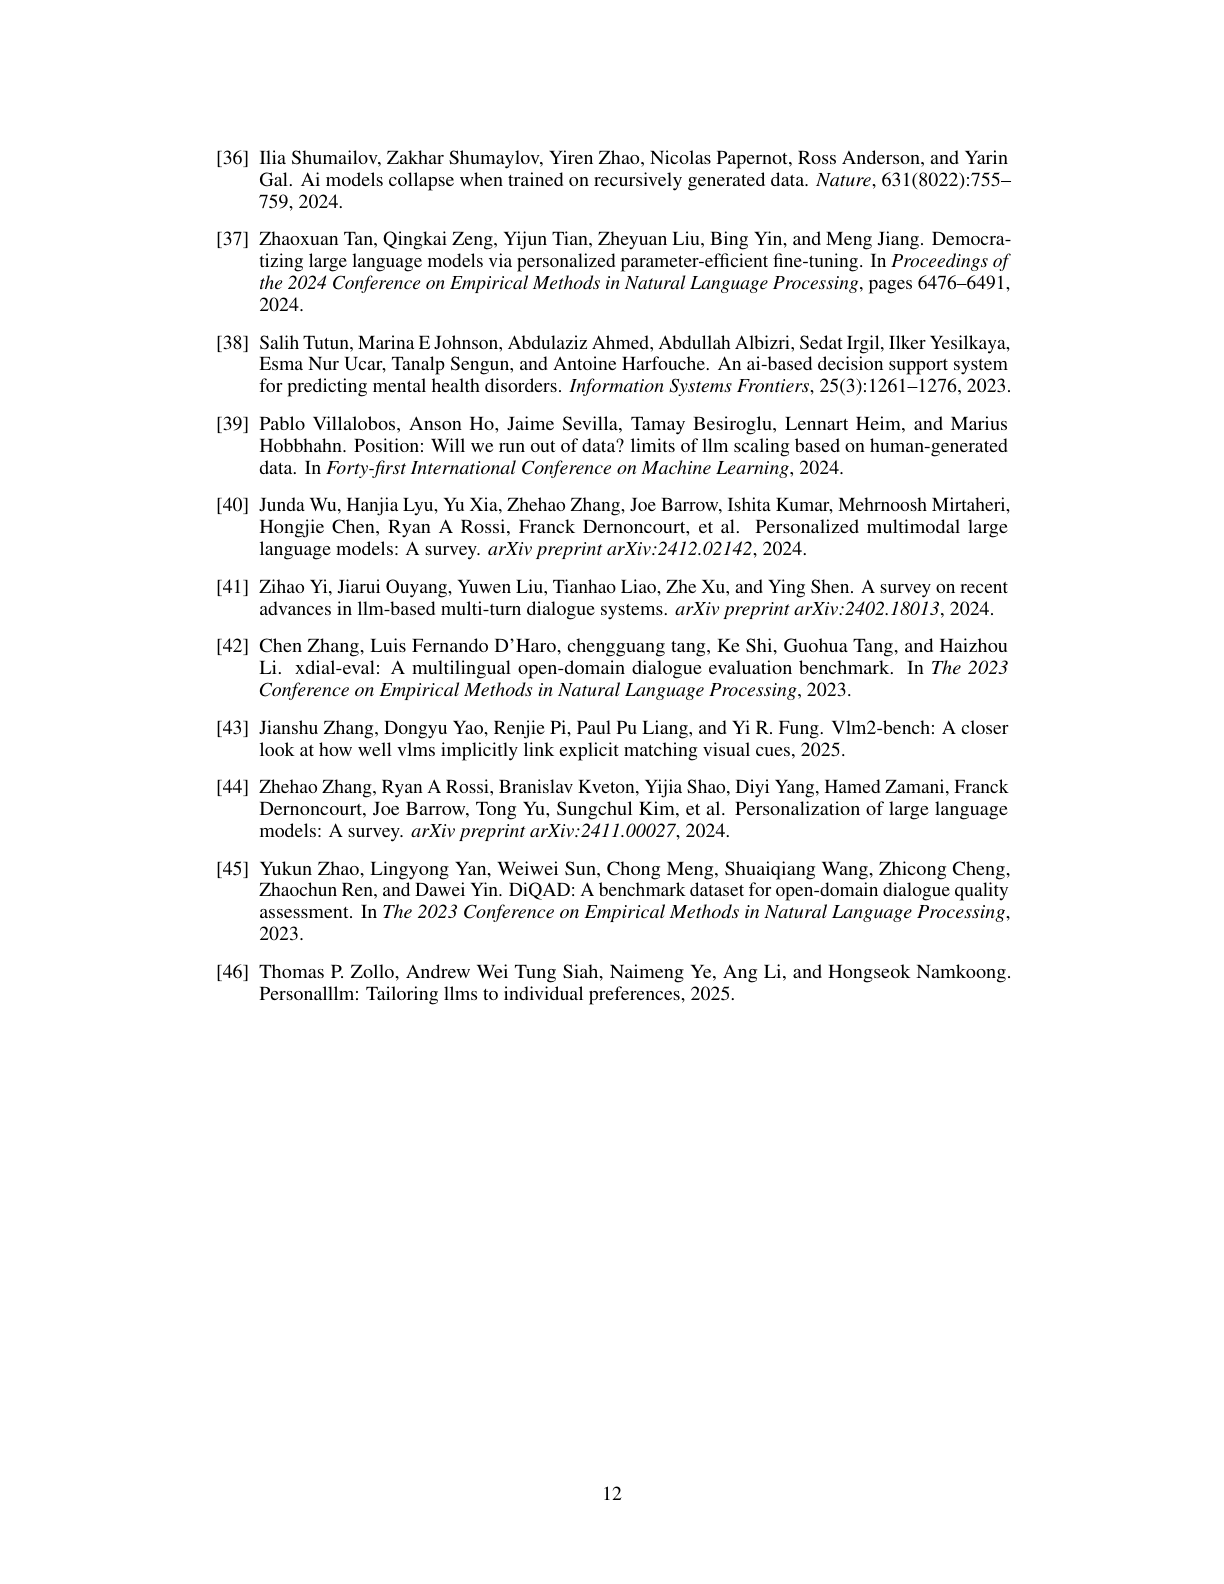 [36] Ilia Shumailov, Zakhar Shumaylov, Yiren Zhao, Nicolas Papernot, Ross Anderson, and Yarin
Gal. Ai models collapse when trained on recursively generated data. Nature, 631(8022):755–
759, 2024.
[37] Zhaoxuan Tan, Qingkai Zeng, Yijun Tian, Zheyuan Liu, Bing Yin, and Meng Jiang. Democra-
tizing large language models via personalized parameter-efficient fine-tuning. In Proceedings of
the 2024 Conference on Empirical Methods in Natural Language Processing, pages 6476–6491,
2024.
[38] Salih Tutun, Marina E Johnson, Abdulaziz Ahmed, Abdullah Albizri, Sedat Irgil, Ilker Yesilkaya,
Esma Nur Ucar, Tanalp Sengun, and Antoine Harfouche. An ai-based decision support system
for predicting mental health disorders. Information Systems Frontiers, 25(3):1261–1276, 2023.
[39] Pablo Villalobos, Anson Ho, Jaime Sevilla, Tamay Besiroglu, Lennart Heim, and Marius
Hobbhahn. Position: Will we run out of data? limits of llm scaling based on human-generated
data. In Forty-first International Conference on Machine Learning, 2024.
[40] Junda Wu, Hanjia Lyu, Yu Xia, Zhehao Zhang, Joe Barrow, Ishita Kumar, Mehrnoosh Mirtaheri,
Hongjie Chen, Ryan A Rossi, Franck Dernoncourt, et al. Personalized multimodal large
language models: A survey. arXiv preprint arXiv:2412.02142, 2024.
[41] Zihao Yi, Jiarui Ouyang, Yuwen Liu, Tianhao Liao, Zhe Xu, and Ying Shen. A survey on recent
advances in llm-based multi-turn dialogue systems. arXiv preprint arXiv:2402.18013, 2024.
[42] Chen Zhang, Luis Fernando D'Haro, chengguang tang, Ke Shi, Guohua Tang, and Haizhou
Li. xdial-eval: A multilingual open-domain dialogue evaluation benchmark. In The 2023
Conference on Empirical Methods in Natural Language Processing, 2023.
[43] Jianshu Zhang, Dongyu Yao, Renjie Pi, Paul Pu Liang, and Yi R. Fung. Vlm2-bench: A closer
look at how well vlms implicitly link explicit matching visual cues, 2025.
[44] Zhehao Zhang, Ryan A Rossi, Branislav Kveton, Yijia Shao, Diyi Yang, Hamed Zamani, Franck
Dernoncourt, Joe Barrow, Tong Yu, Sungchul Kim, et al. Personalization of large language
models: A survey. arXiv preprint arXiv:2411.00027, 2024.
[45] Yukun Zhao, Lingyong Yan, Weiwei Sun, Chong Meng, Shuaiqiang Wang, Zhicong Cheng,
Zhaochun Ren, and Dawei Yin. DiQAD: A benchmark dataset for open-domain dialogue quality
assessment. In The 2023 Conference on Empirical Methods in Natural Language Processing,
2023.
[46] Thomas P. Zollo, Andrew Wei Tung Siah, Naimeng Ye, Ang Li, and Hongseok Namkoong.
Personalllm: Tailoring llms to individual preferences, 2025.
12